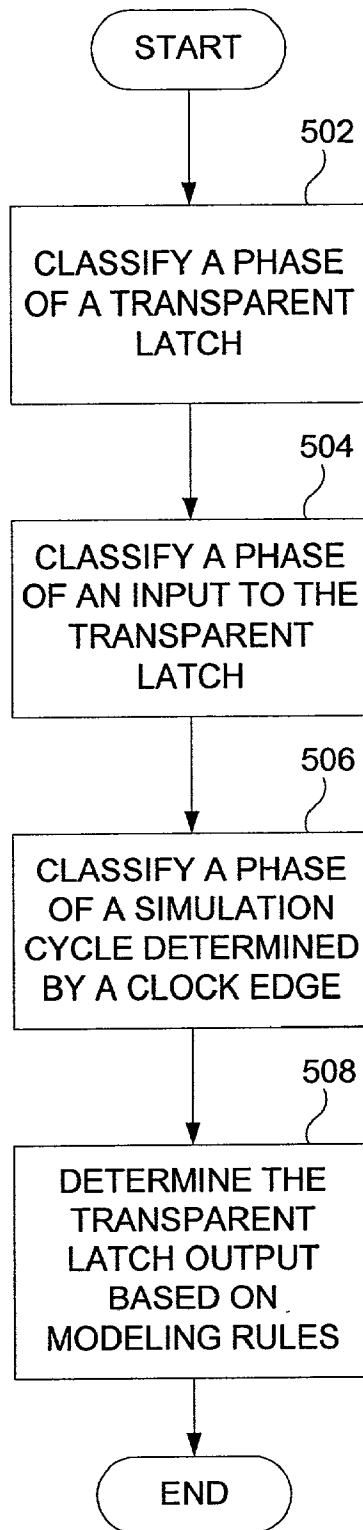 START
502
CLASSIFY A PHASE
OF A TRANSPARENT
LATCH
504
CLASSIFY A PHASE
OF AN INPUT TO THE
TRANSPARENT
LATCH
506
CLASSIFY A PHASE
OF A SIMULATION
CYCLE DETERMINED
BY A CLOCK EDGE
508
DETERMINE THE
TRANSPARENT
LATCH OUTPUT
BASED ON
MODELING RULES
END